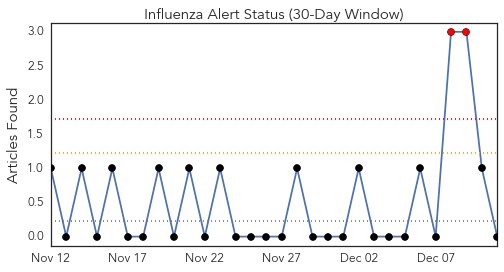 Influenza Alert Status (30-Day Window)
Articles Found
3.0
2.5
2.0
1.5
1.0
0.5
0.0
Nov 12 Nov 17 Nov 22 Nov 27 Dec 02 Dec 07